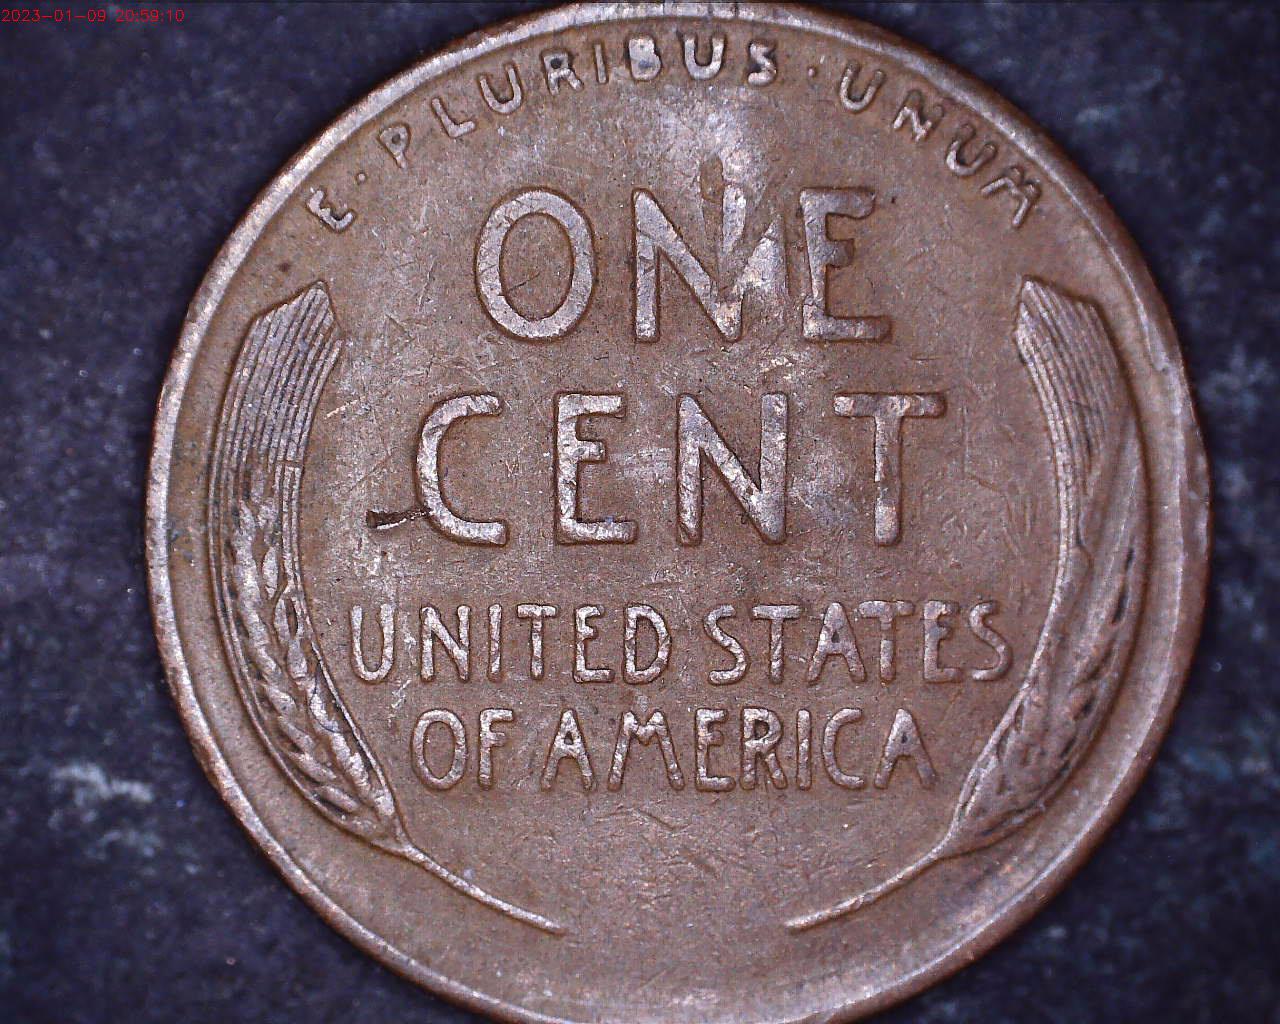 2023-01-09 20:59:10
E·PLURIBUS·UNUM
ONE
CENT
UNITED STATES
OF AMERICA